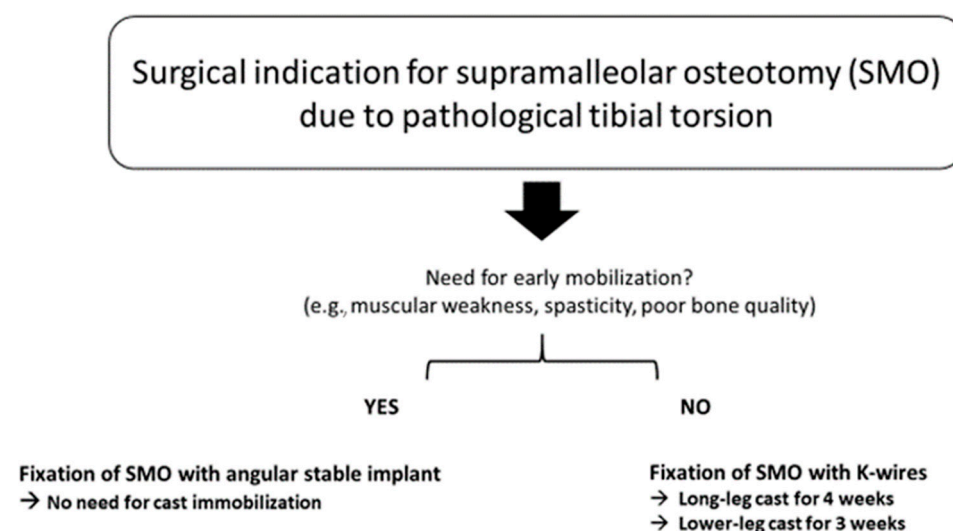 Surgical indication for supramalleolar osteotomy (SMO)
due to pathological tibial torsion
Need for early mobilization?
(e.g., muscular weakness, spasticity, poor bone quality)
YES
NO
Fixation of SMO with angular stable implant
→ No need for cast immobilization
Fixation of SMO with K-wires
→ Long-leg cast for 4 weeks
→ Lower-leg cast for 3 weeks